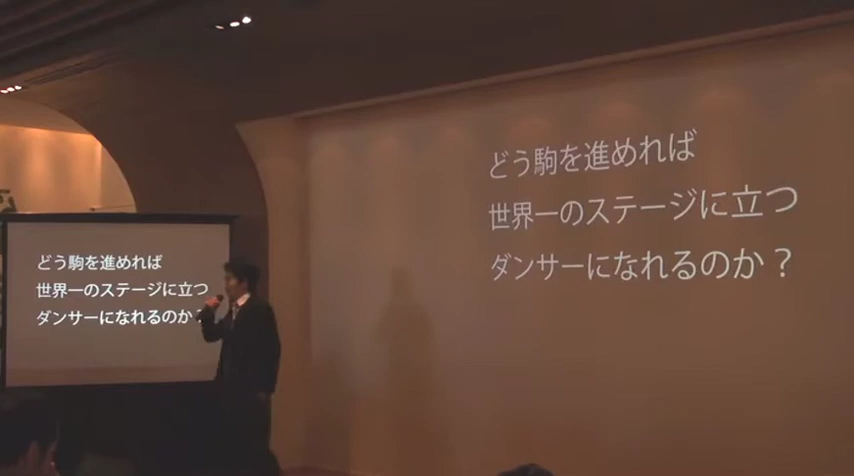 どう駒を進めれば
世界一のステージに立つ
ダンサーになれるのか?
どう駒を進めれば
世界一のステージに立つ
ダンサーになれるのか?